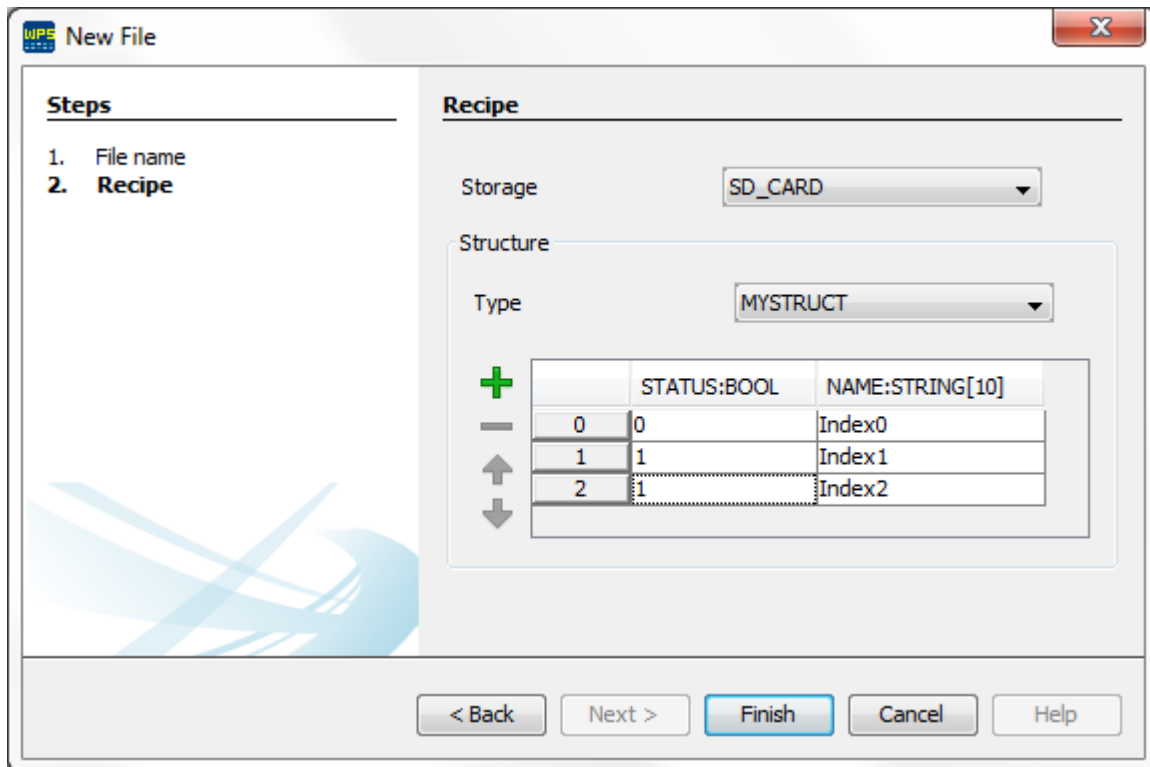 WPS New File
Steps
1. File name
2. Recipe
Recipe
Storage SD_CARD
Structure
Type MYSTRUCT
STATUS:BOOL NAME:STRING[10]
0 0 Index0
1 1 Index1
2 1 Index2
< Back Next > Finish Cancel Help